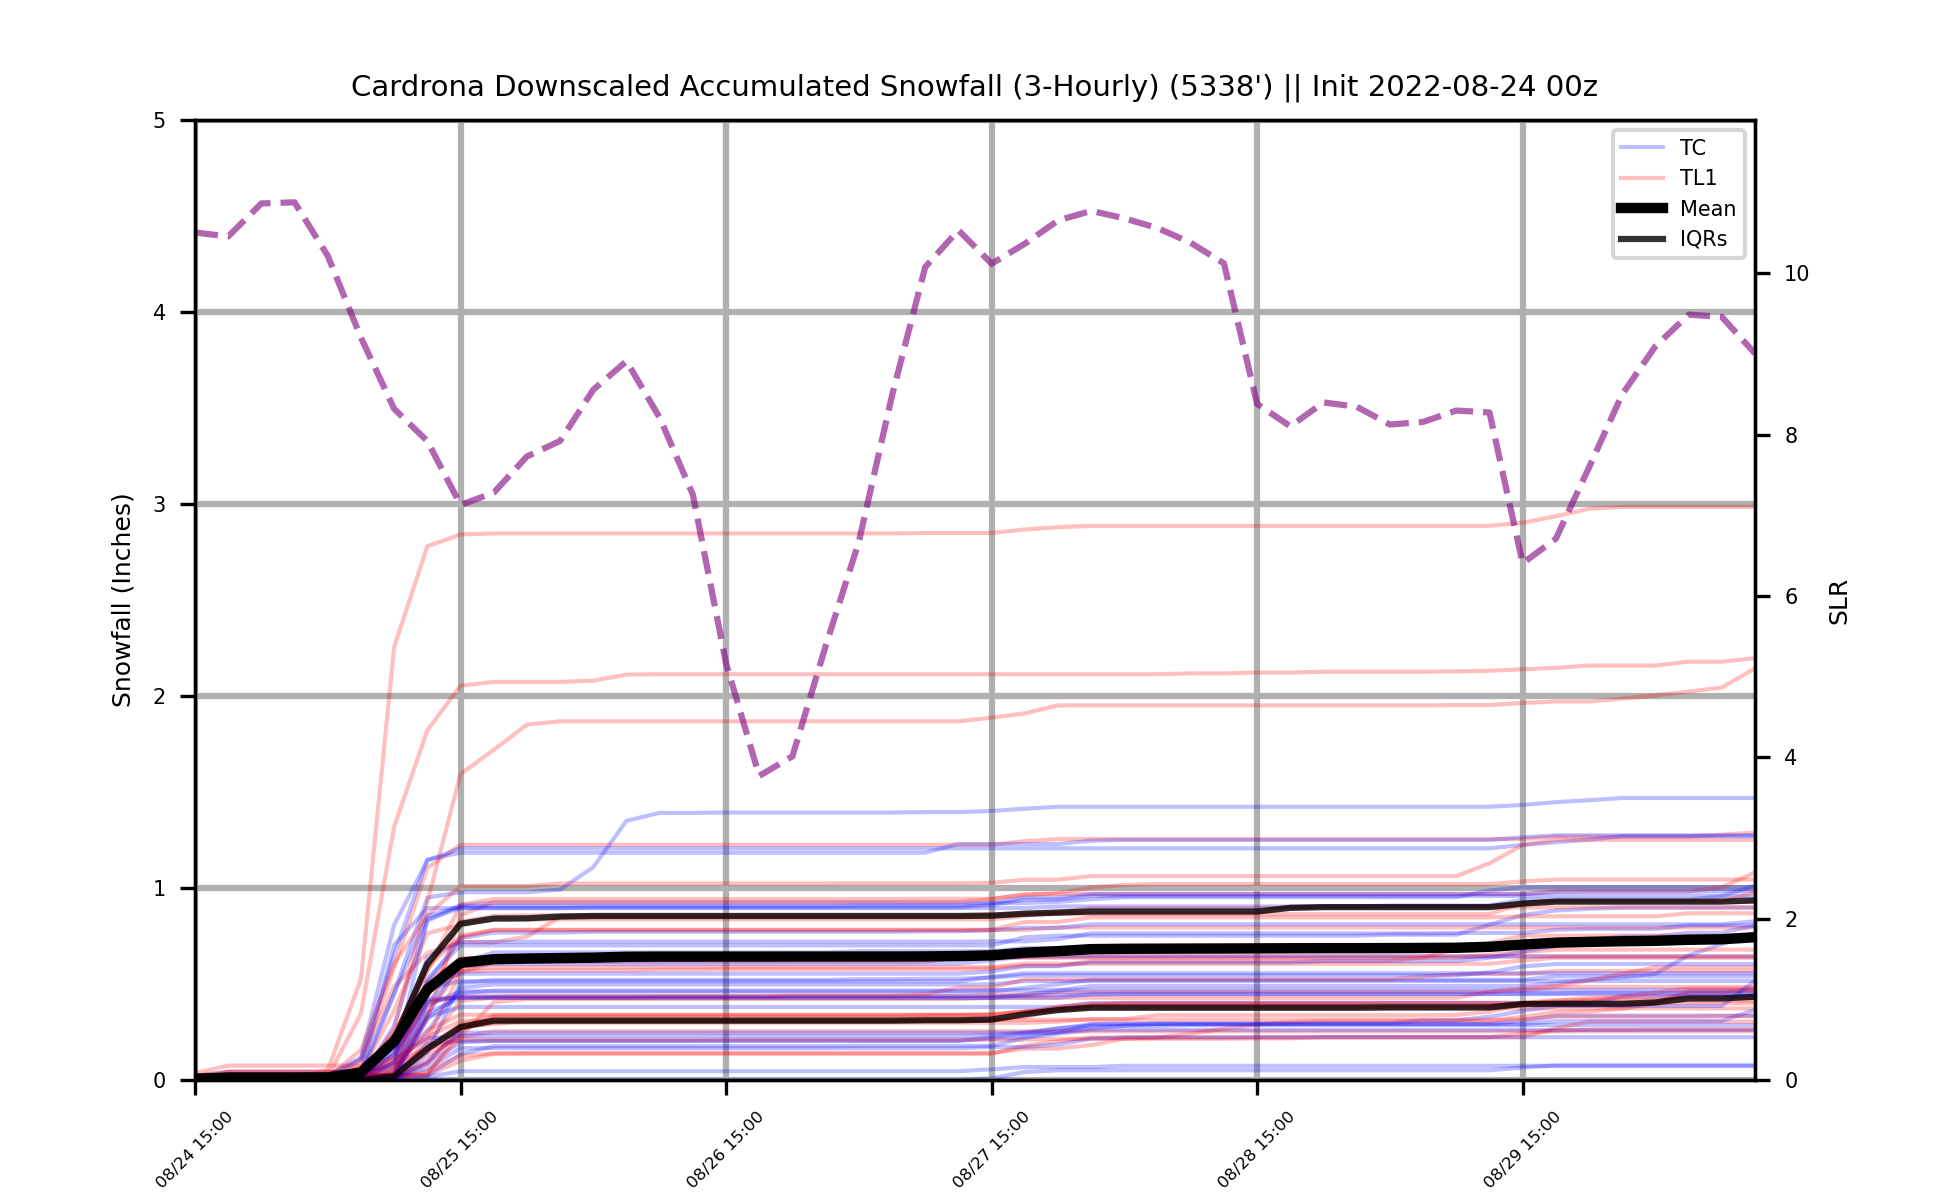 Cardrona Downscaled Accumulated Snowfall (3-Hourly) (5338') || Init 2022-08-24 00z
TC
TL1
Mean
IQRs
Snowfall (Inches)
5
4
3
2
1
0
SLR
10
8
6
4
2
0
08/24 15:00
08/25 15:00
08/26 15:00
08/27 15:00
08/28 15:00
08/29 15:00